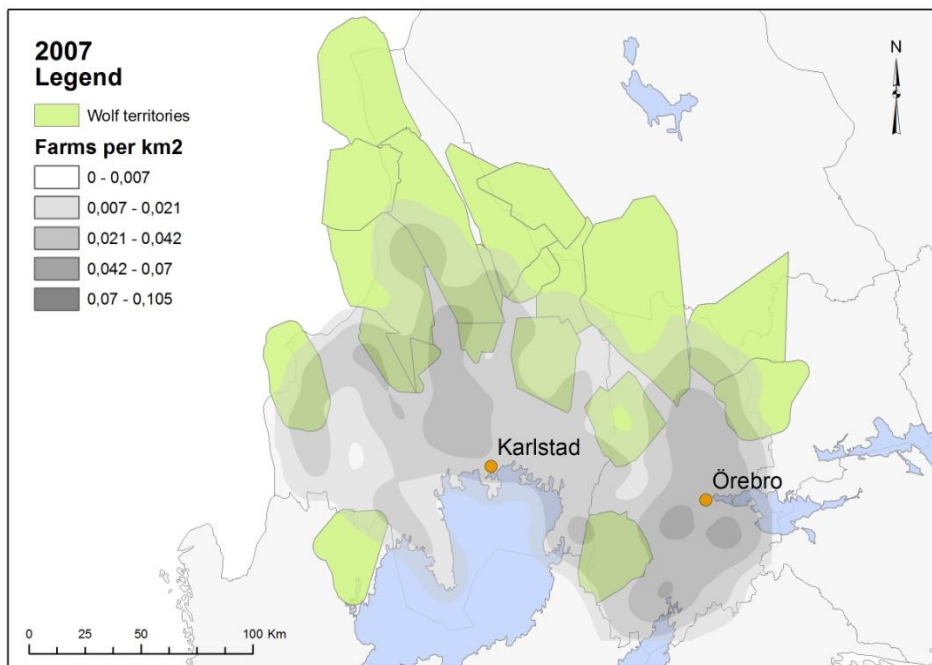 2007
Legend
Wolf territories
Farms per km2
0 - 0,007
0,007 - 0,021
0,021 - 0,042
0,042 - 0,07
0,07 - 0,105
N
Karlstad
Örebro
0 25 50 100 Km